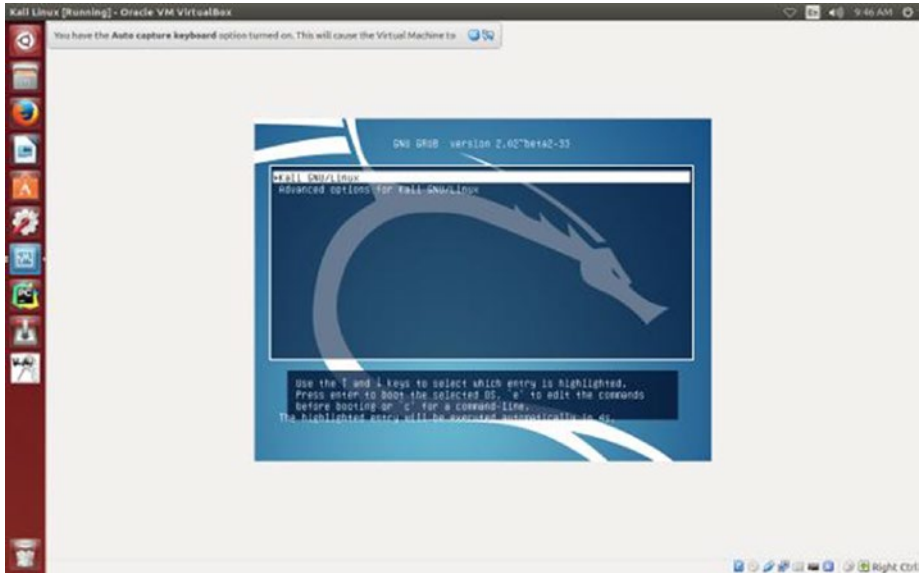 Kali Linux [Running] - Oracle VM VirtualBox
En
9:46 AM
You have the Auto capture keyboard option turned on. This will cause the Virtual Machine to
GNU GRUB version 2.02~beta2-33
*Kali GNU/Linux
Advanced options for Kali GNU/Linux
Use the ↑ and ↓ keys to select which entry is highlighted.
Press enter to boot the selected OS, `e' to edit the commands
before booting or `c' for a command-line.
The highlighted entry will be executed automatically in 4s.
Right Ctrl